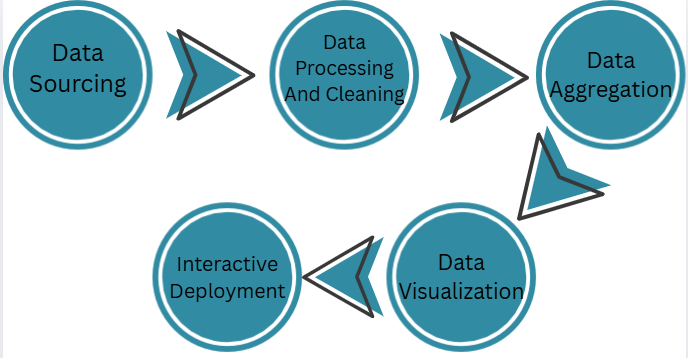 Data
Sourcing
Data
Processing
And Cleaning
Data
Aggregation
Data
Visualization
Interactive
Deployment